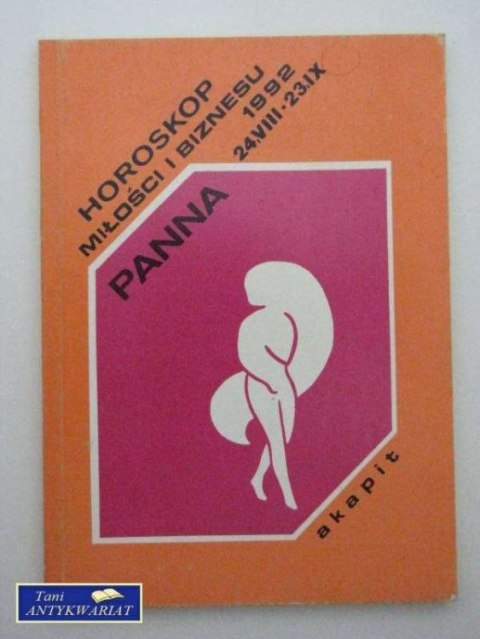 HOROSKOP
MIŁOŚCI I BIZNESU
1992
24.VIII-23.IX
PANNA
akapit
Tani
ANTYKWARIAT